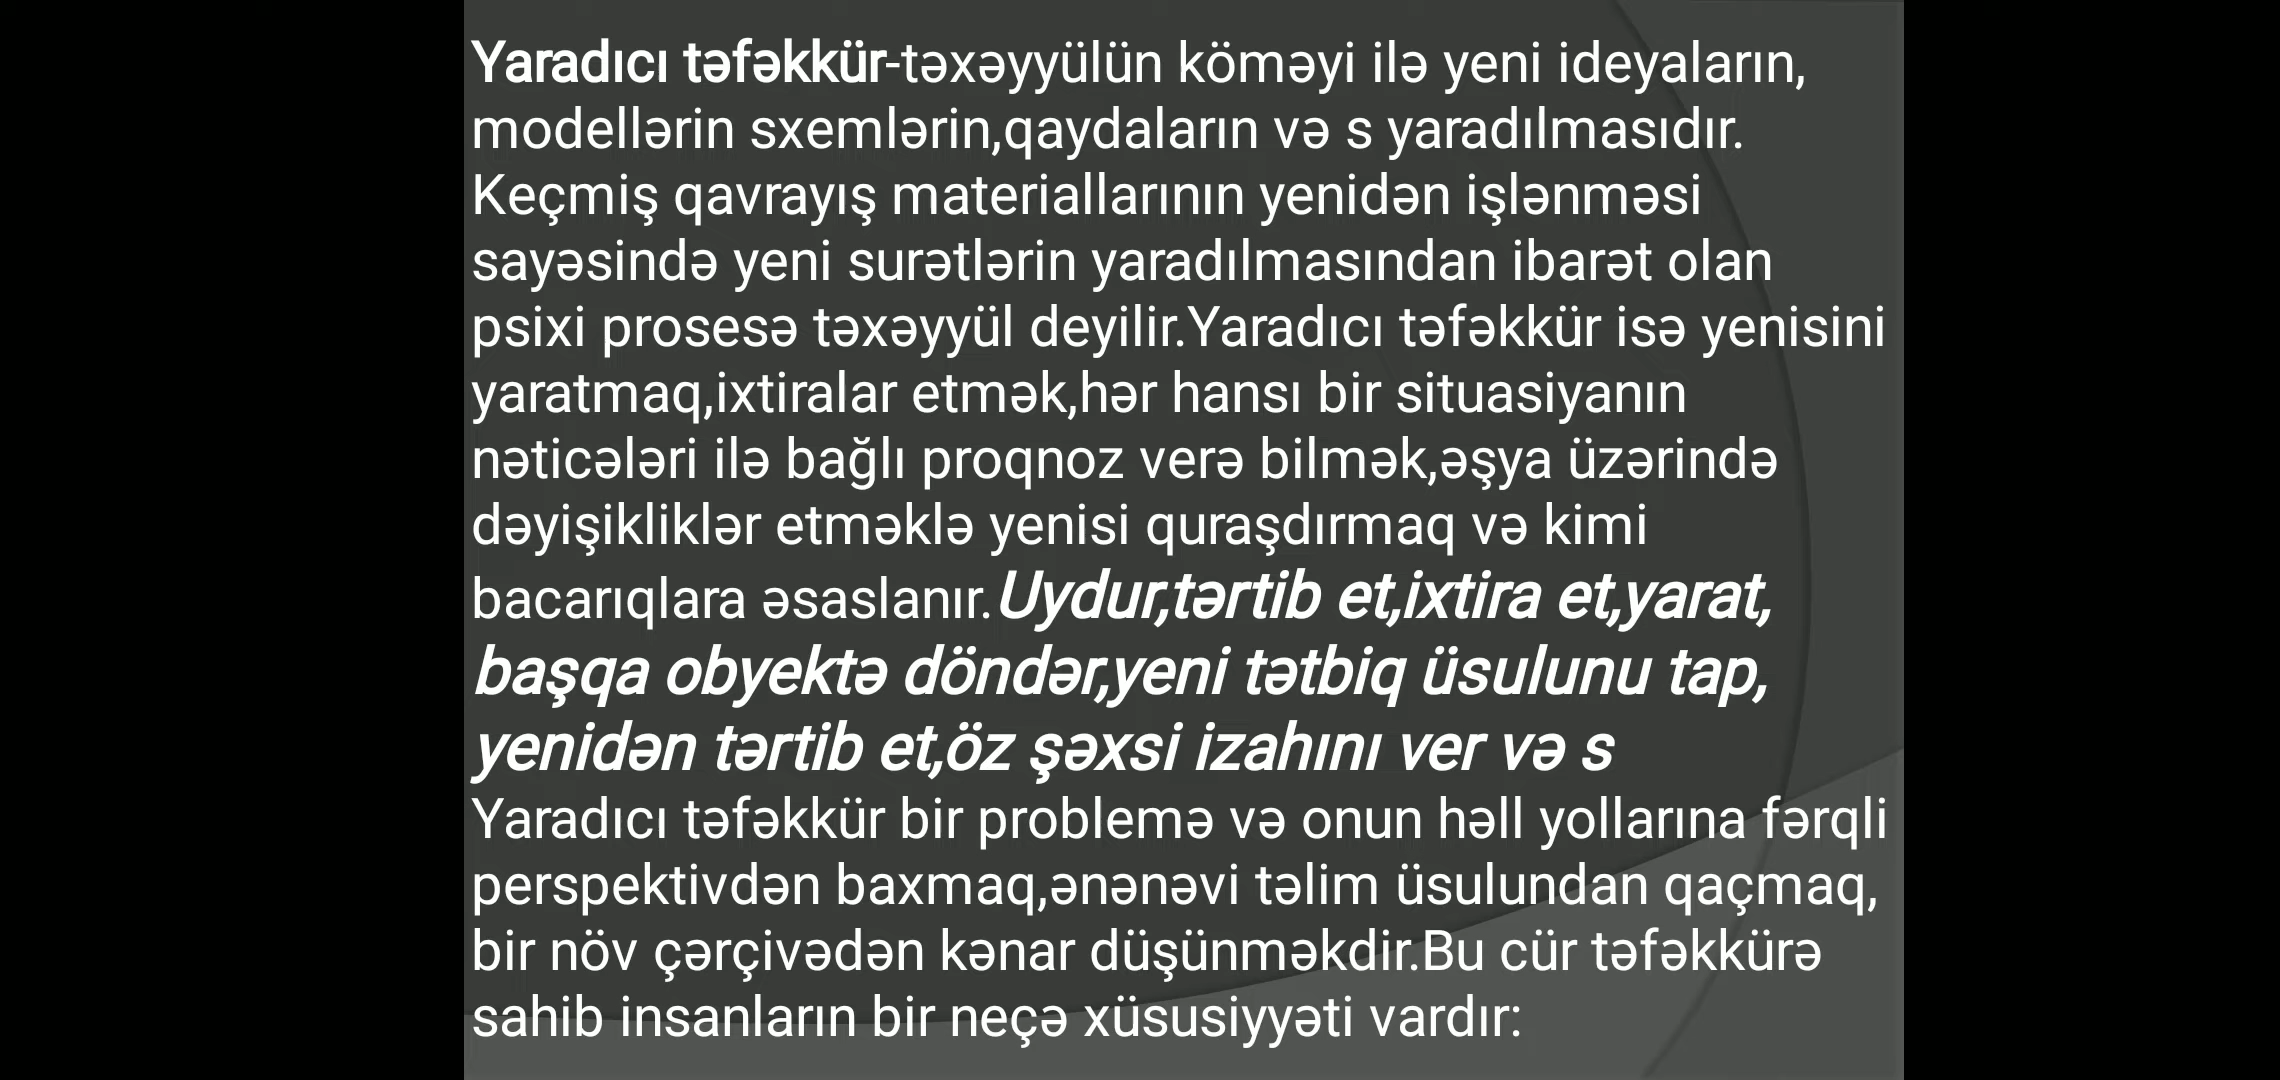 Yaradıcı təfəkkür-təxəyyülün köməyi ilə yeni ideyaların,
modellərin sxemlərin,qaydaların və s yaradılmasıdır.
Keçmiş qavrayış materiallarının yenidən işlənməsi
sayəsində yeni surətlərin yaradılmasından ibarət olan
psixi prosesə təxəyyül deyilir.Yaradıcı təfəkkür isə yenisini
yaratmaq,ixtiralar etmək,hər hansı bir situasiyanın
nəticələri ilə bağlı proqnoz verə bilmək,əşya üzərində
dəyişikliklər etməklə yenisi quraşdırmaq və kimi
bacarıqlara əsaslanır.Uydur,tərtib et,ixtira et,yarat,
başqa obyektə döndər,yeni tətbiq üsulunu tap,
yenidən tərtib et,öz şəxsi izahını ver və s
Yaradıcı təfəkkür bir problemə və onun həll yollarına fərqli
perspektivdən baxmaq,ənənəvi təlim üsulundan qaçmaq,
bir növ çərçivədən kənar düşünməkdir.Bu cür təfəkkürə
sahib insanların bir neçə xüsusiyyəti vardır: